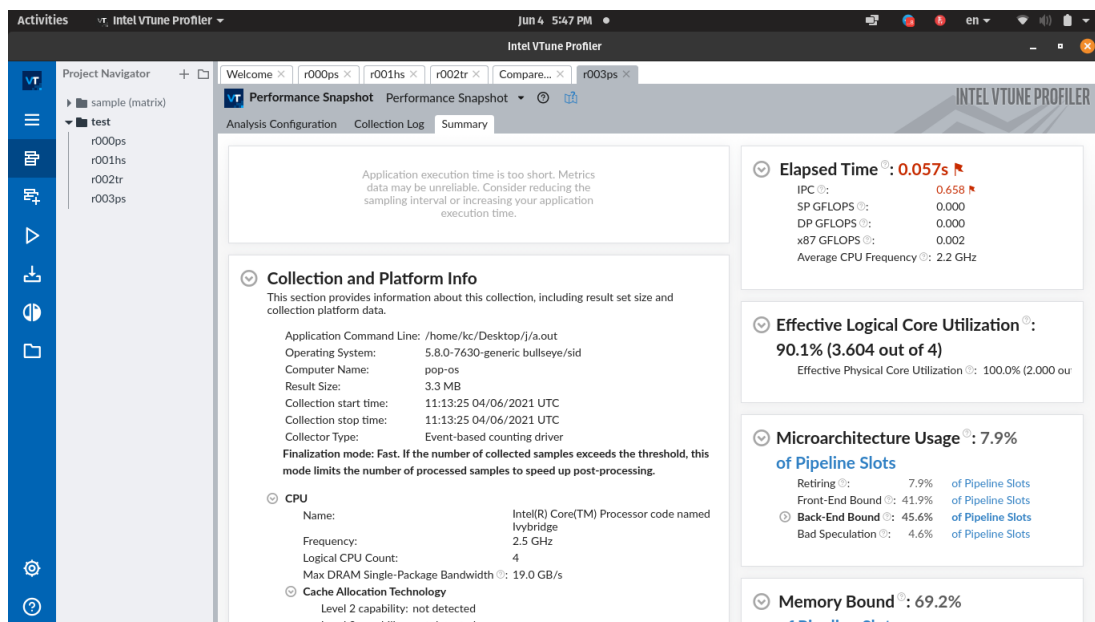 Activities
Intel VTune Profiler
Jun 4 5:47 PM
en
Intel VTune Profiler
VT
Project Navigator
sample (matrix)
test
r000ps
r001hs
r002tr
r003ps
Welcome
r000ps
r001hs
r002tr
Compare...
r003ps
VT Performance Snapshot Performance Snapshot
INTEL VTUNE PROFILER
Analysis Configuration Collection Log Summary
Application execution time is too short. Metrics
data may be unreliable. Consider reducing the
sampling interval or increasing your application
execution time.
Collection and Platform Info
This section provides information about this collection, including result set size and
collection platform data.
Application Command Line: /home/kc/Desktop/j/a.out
Operating System: 5.8.0-7630-generic bullseye/sid
Computer Name: pop-os
Result Size: 3.3 MB
Collection start time: 11:13:25 04/06/2021 UTC
Collection stop time: 11:13:25 04/06/2021 UTC
Collector Type: Event-based counting driver
Finalization mode: Fast. If the number of collected samples exceeds the threshold, this
mode limits the number of processed samples to speed up post-processing.
CPU
Name: Intel(R) Core(TM) Processor code named
Ivybridge
Frequency: 2.5 GHz
Logical CPU Count: 4
Max DRAM Single-Package Bandwidth : 19.0 GB/s
Cache Allocation Technology
Level 2 capability: not detected
Elapsed Time : 0.057s
IPC : 0.658
SP GFLOPS : 0.000
DP GFLOPS : 0.000
x87 GFLOPS : 0.002
Average CPU Frequency : 2.2 GHz
Effective Logical Core Utilization :
90.1% (3.604 out of 4)
Effective Physical Core Utilization : 100.0% (2.000 ou
Microarchitecture Usage : 7.9%
of Pipeline Slots
Retiring : 7.9% of Pipeline Slots
Front-End Bound : 41.9% of Pipeline Slots
Back-End Bound : 45.6% of Pipeline Slots
Bad Speculation : 4.6% of Pipeline Slots
Memory Bound : 69.2%